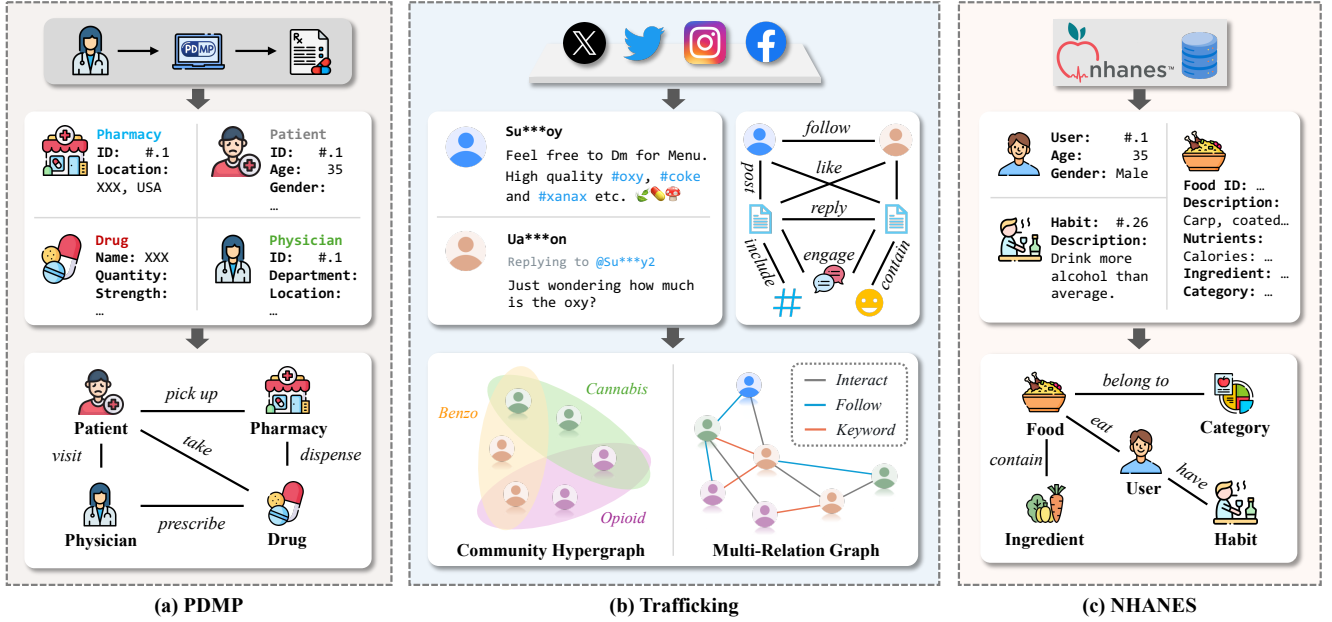 PDMP
Rx
Pharmacy
ID: #.1
Location:
XXX, USA
Patient
ID: #.1
Age: 35
Gender:
…
Drug
Name: XXX
Quantity:
Strength:
…
Physician
ID: #.1
Department:
Location:
…
pick up
Patient
Pharmacy
visit
take
dispense
prescribe
Physician
Drug
(a) PDMP
Su***oy
Feel free to Dm for Menu.
High quality #oxy, #coke
and #xanax etc.
Ua***on
Replying to @Su***y2
Just wondering how much
is the oxy?
follow
post
like
reply
include
engage
contain
Benzo
Cannabis
Opioid
Community Hypergraph
Interact
Follow
Keyword
Multi-Relation Graph
(b) Trafficking
nhanes™
User: #.1
Age: 35
Gender: Male
Habit: #.26
Description:
Drink more
alcohol than
average.
Food ID: …
Description:
Carp, coated…
Nutrients:
Calories: …
Ingredient: …
Category: …
belong to
Food
Category
eat
contain
User
have
Ingredient
Habit
(c) NHANES